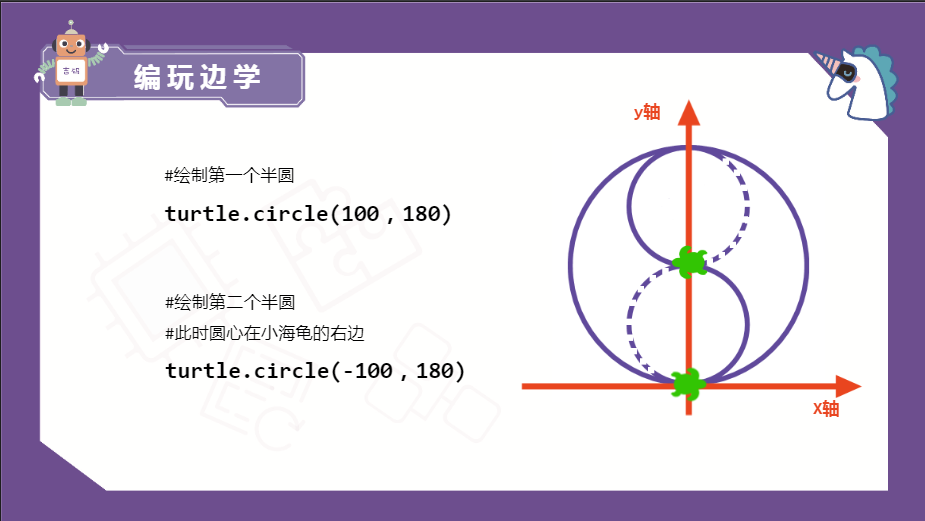 编玩边学
y轴
#绘制第一个半圆
turtle.circle(100，180)
#绘制第二个半圆
#此时圆心在小海龟的右边
turtle.circle(-100，180)
X轴